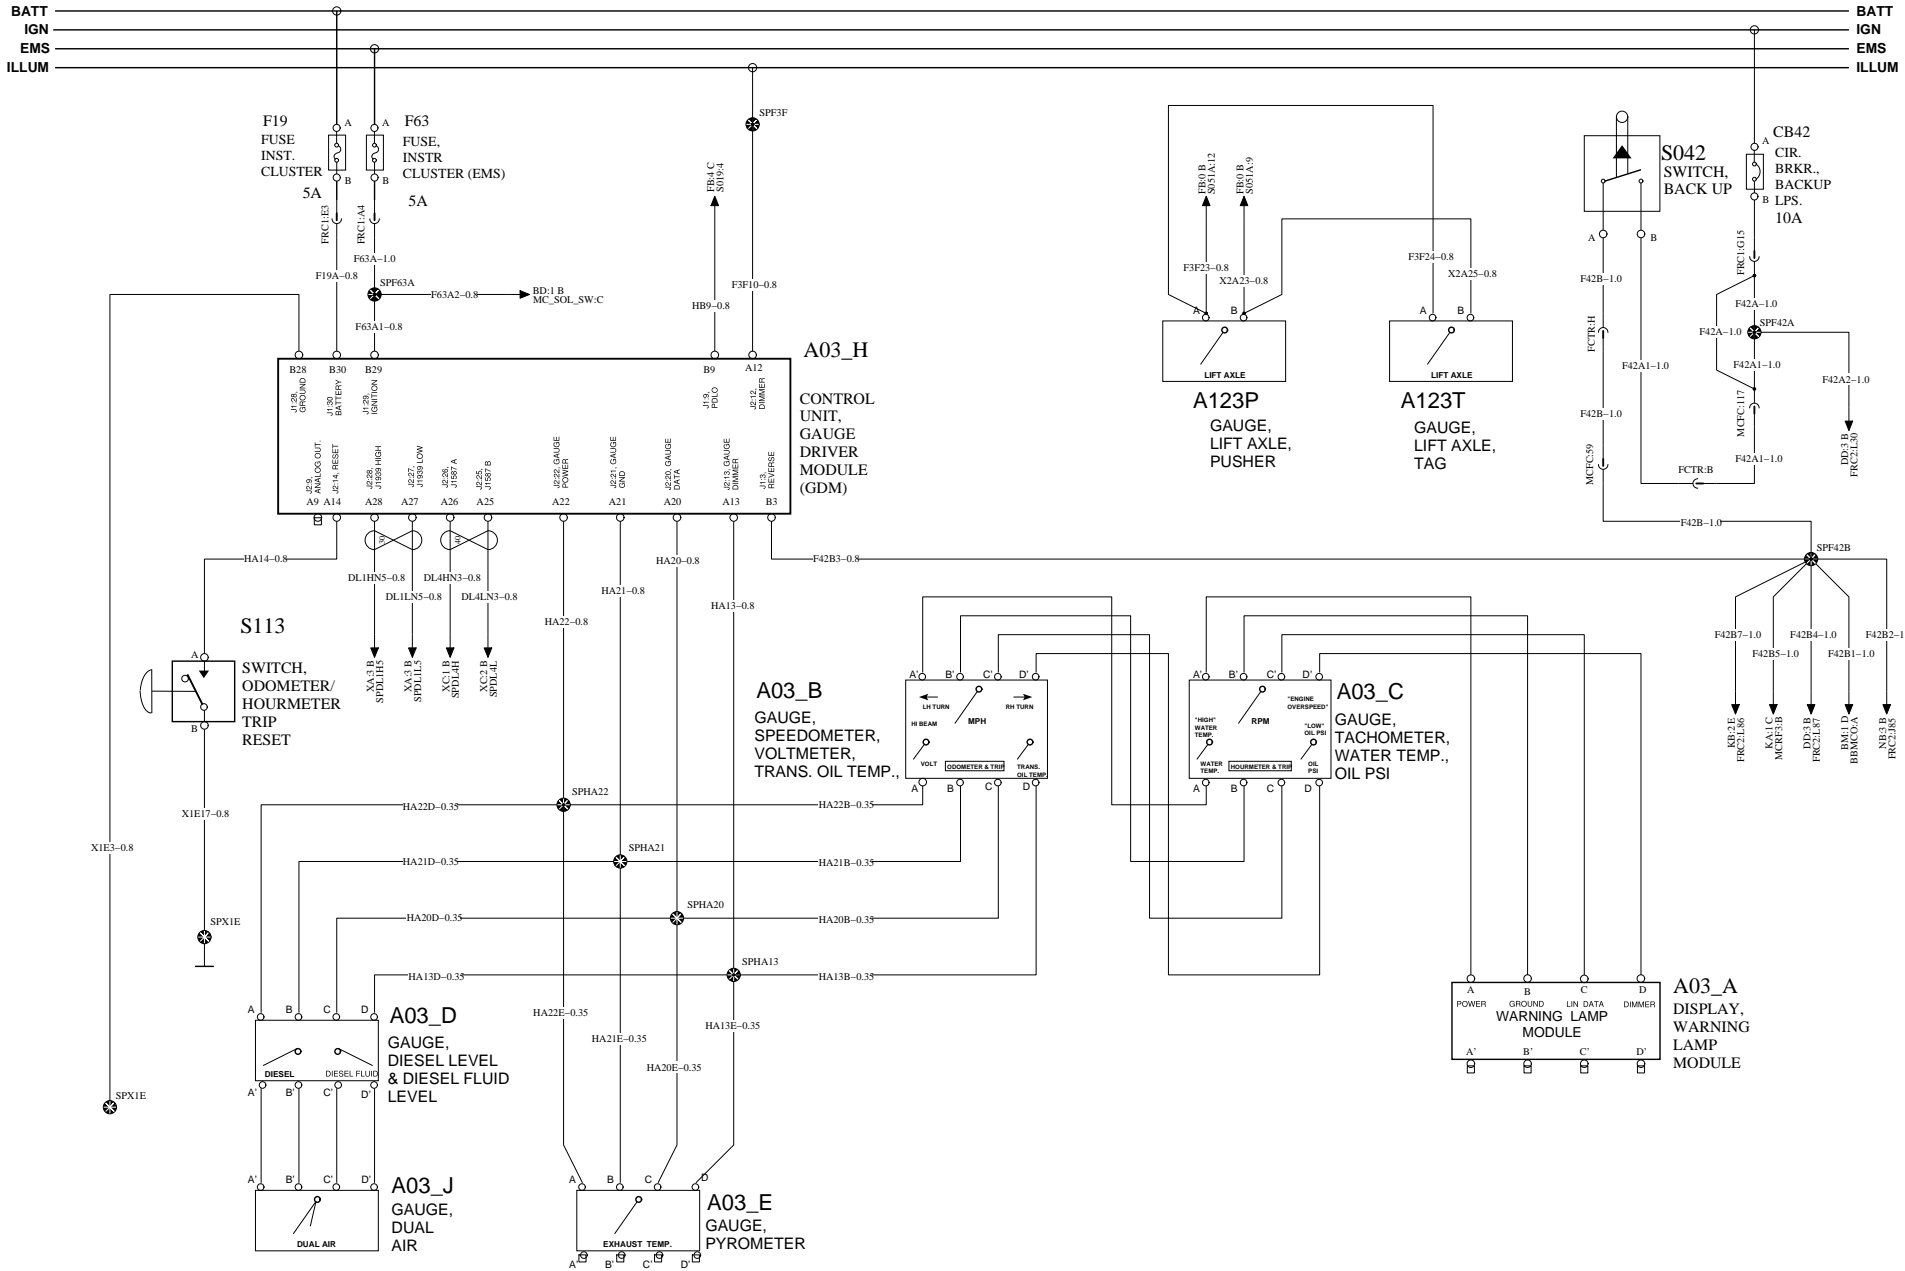 BATT
BATT
IGN
IGN
EMS
EMS
ILLUM
ILLUM
F19
FUSE
INST.
CLUSTER
5A
A
B
FRC1:E3
F19A−0.8
F63
FUSE,
INSTR
CLUSTER (EMS)
5A
A
B
FRC1:A4
F63A−1.0
SPF63A
F63A2−0.8
BD:1 B
MC_SOL_SW:C
F63A1−0.8
FB:4 C
S019:4
HB9−0.8
SPF3F
F3F10−0.8
FB:0 B
S051A:12
FB:0 B
S051A:9
F3F23−0.8
X2A23−0.8
F3F24−0.8
X2A25−0.8
A
B
LIFT AXLE
A123P
GAUGE,
LIFT AXLE,
PUSHER
A
B
LIFT AXLE
A123T
GAUGE,
LIFT AXLE,
TAG
S042
SWITCH,
BACK UP
A
B
F42B−1.0
FCTR:H
F42B−1.0
MCFC:59
F42A1−1.0
FCTR:B
F42B−1.0
CB42
CIR.
BRKR.,
BACKUP
LPS.
10A
A
B
FRC1:G15
F42A−1.0
F42A−1.0
SPF42A
F42A1−1.0
MCFC:117
F42A1−1.0
F42A2−1.0
DD:3 B
FRC2:L30
A03_H
CONTROL
UNIT,
GAUGE
DRIVER
MODULE
(GDM)
B28
B30
B29
B9
A12
J1:28,
GROUND
J1:30
BATTERY
J1:29,
IGNITION
J1:9,
PDLO
J2:12,
DIMMER
J2:9,
ANALOG OUT.
J2:14, RESET
J2:28,
J1939 HIGH
J2:27,
J1939 LOW
J2:26,
J1587 A
J2:25,
J1587 B
J2:22, GAUGE
POWER
J2:21, GAUGE
GND
J2:20, GAUGE
DATA
J2:13, GAUGE
DIMMER
J1:3,
REVERSE
A9
A14
A28
A27
A26
A25
A22
A21
A20
A13
B3
30
40
HA14−0.8
DL1HN5−0.8
DL1LN5−0.8
DL4HN3−0.8
DL4LN3−0.8
XA:3 B
SPDL1H5
XA:3 B
SPDL1L5
XC:1 B
SPDL4H
XC:2 B
SPDL4L
HA22−0.8
HA21−0.8
HA20−0.8
HA13−0.8
F42B3−0.8
SPF42B
F42B7−1.0
F42B5−1.0
F42B4−1.0
F42B1−1.0
F42B2−1
KB:2 E
FRC2:L86
KA:1 C
MCRF3:B
DD:3 B
FRC2:L87
BM:1 D
BBMCO:A
NB:3 B
FRC2:J85
S113
SWITCH,
ODOMETER/
HOURMETER
TRIP
RESET
A
B
X1E17−0.8
SPX1E
X1E3−0.8
SPX1E
A03_B
GAUGE,
SPEEDOMETER,
VOLTMETER,
TRANS. OIL TEMP.,
A'
B'
C'
D'
LH TURN
RH TURN
HI BEAM
MPH
VOLT
ODOMETER & TRIP
TRANS.
OIL TEMP.
A
B
C
D
A03_C
GAUGE,
TACHOMETER,
WATER TEMP.,
OIL PSI
A'
B'
C'
D'
"ENGINE
OVERSPEED"
RPM
"HIGH"
WATER
TEMP.
"LOW"
OIL PSI
WATER
TEMP.
HOURMETER & TRIP
OIL
PSI
A
B
C
D
HA22D−0.35
SPHA22
HA22B−0.35
HA21D−0.35
SPHA21
HA21B−0.35
HA20D−0.35
SPHA20
HA20B−0.35
HA13D−0.35
SPHA13
HA13B−0.35
HA22E−0.35
HA21E−0.35
HA20E−0.35
HA13E−0.35
A
B
C
D
DIESEL
DIESEL FLUID
A'
B'
C'
D'
A03_D
GAUGE,
DIESEL LEVEL
& DIESEL FLUID
LEVEL
A'
B'
C'
D'
DUAL AIR
A03_J
GAUGE,
DUAL
AIR
A
B
C
D
EXHAUST TEMP.
A'
B'
C'
D'
A03_E
GAUGE,
PYROMETER
A
B
C
D
POWER
GROUND
LIN DATA
DIMMER
WARNING LAMP
MODULE
A'
B'
C'
D'
A03_A
DISPLAY,
WARNING
LAMP
MODULE